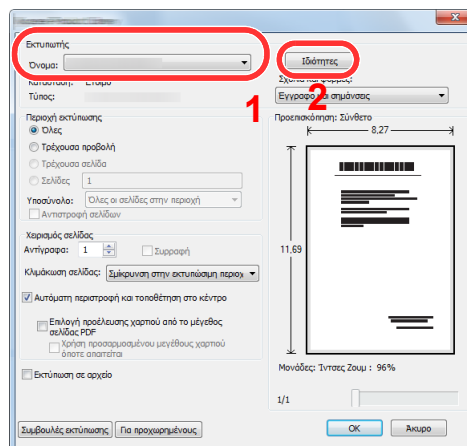 Εκτυπωτής
Όνομα:
Ιδιότητες
Κατάσταση: Έτοιμο
Σχόλια και φόρμες:
Τύπος:
1
2
Έγγραφο και σημάνσεις
Περιοχή εκτύπωσης
Όλες
Τρέχουσα προβολή
Τρέχουσα σελίδα
Σελίδες 1
Υποσύνολο: Όλες οι σελίδες στην περιοχή
Αντιστροφή σελίδων
Προεπισκόπηση: Σύνθετο
8,27
11,69
Χειρισμός σελίδας
Αντίγραφα: 1
Συρραφή
Κλιμάκωση σελίδας: Σμίκρυνση στην εκτυπώσιμη περιοχ
Αυτόματη περιστροφή και τοποθέτηση στο κέντρο
Επιλογή προέλευσης χαρτιού από το μέγεθος
σελίδας PDF
Χρήση προσαρμοσμένου μεγέθους χαρτιού
όποτε απαιτείται
Εκτύπωση σε αρχείο
Μονάδες: Ίντσες Ζουμ : 96%
1/1
Συμβουλές εκτύπωσης
Για προχωρημένους
OK
Άκυρο